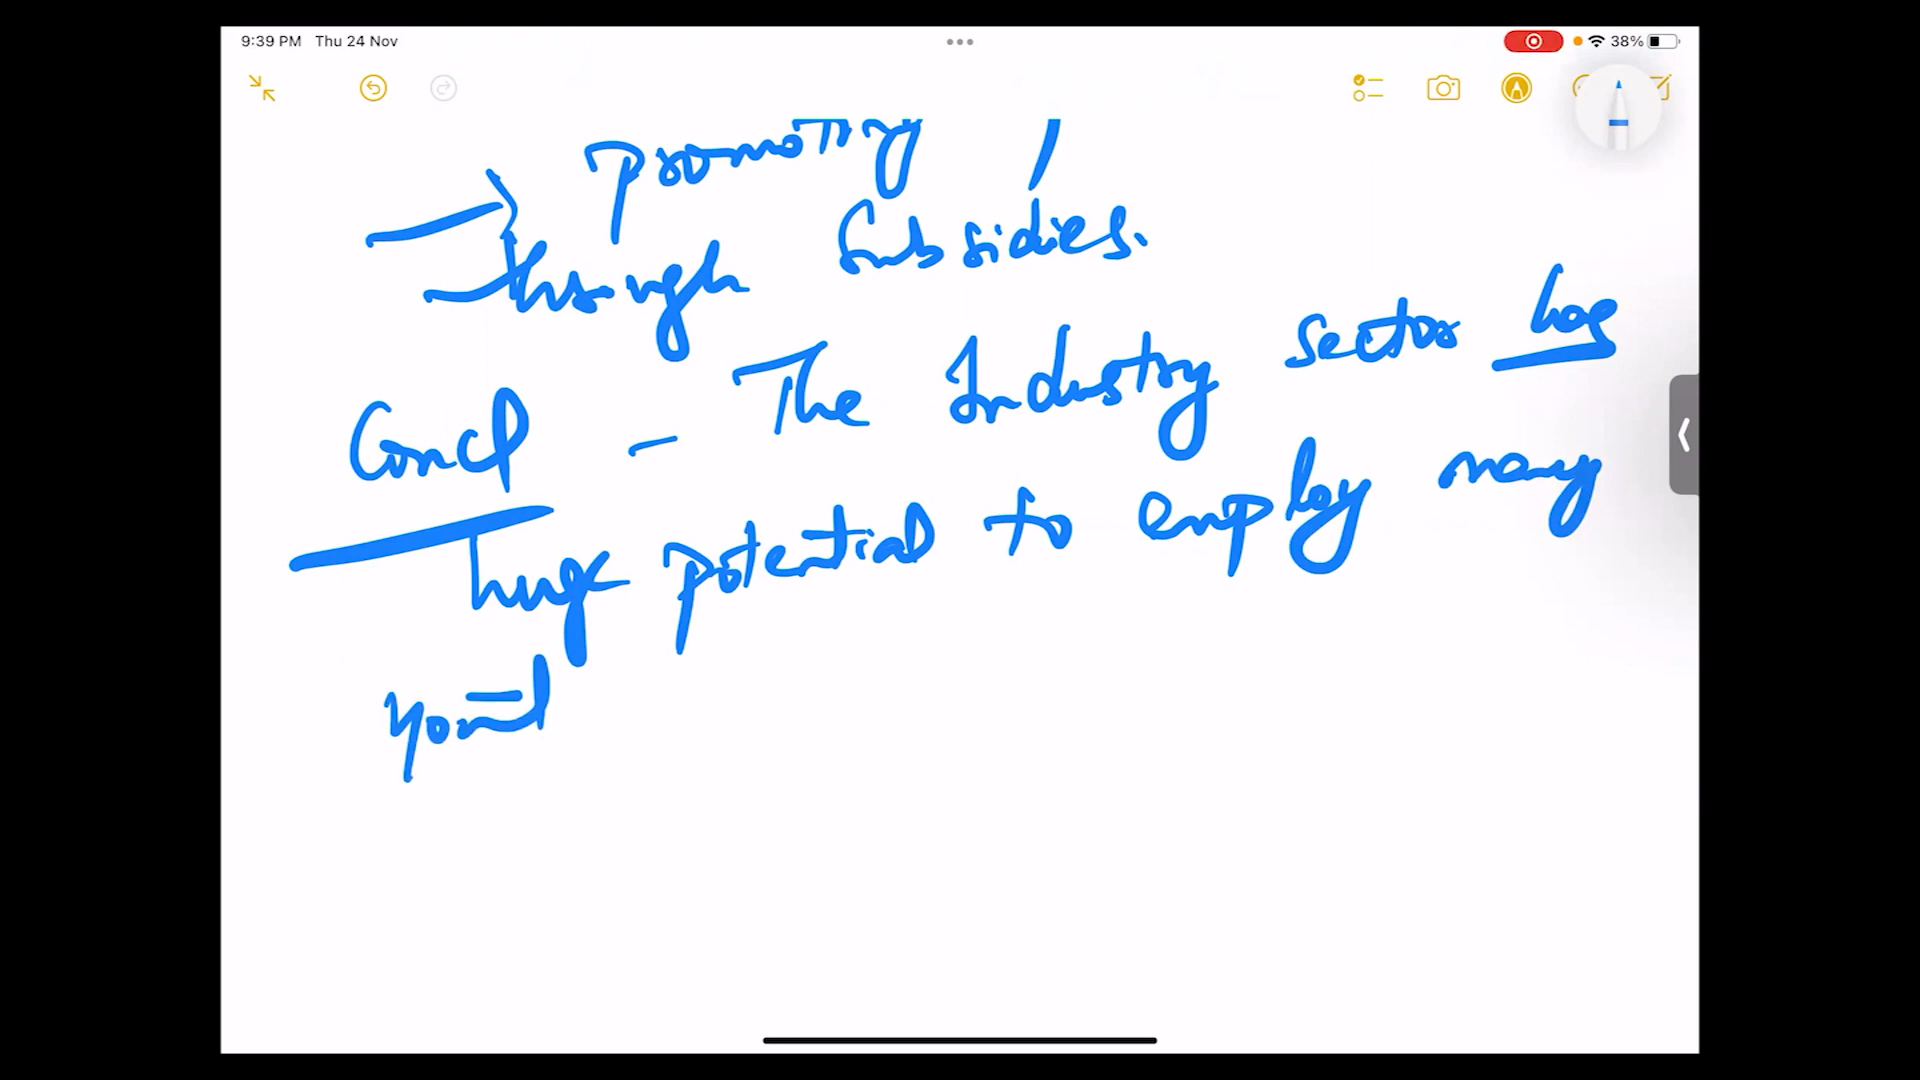 9:39 PM Thu 24 Nov 38%
promoting
through Subsidies.
Concl - The Industry sector has
huge potential to employ many